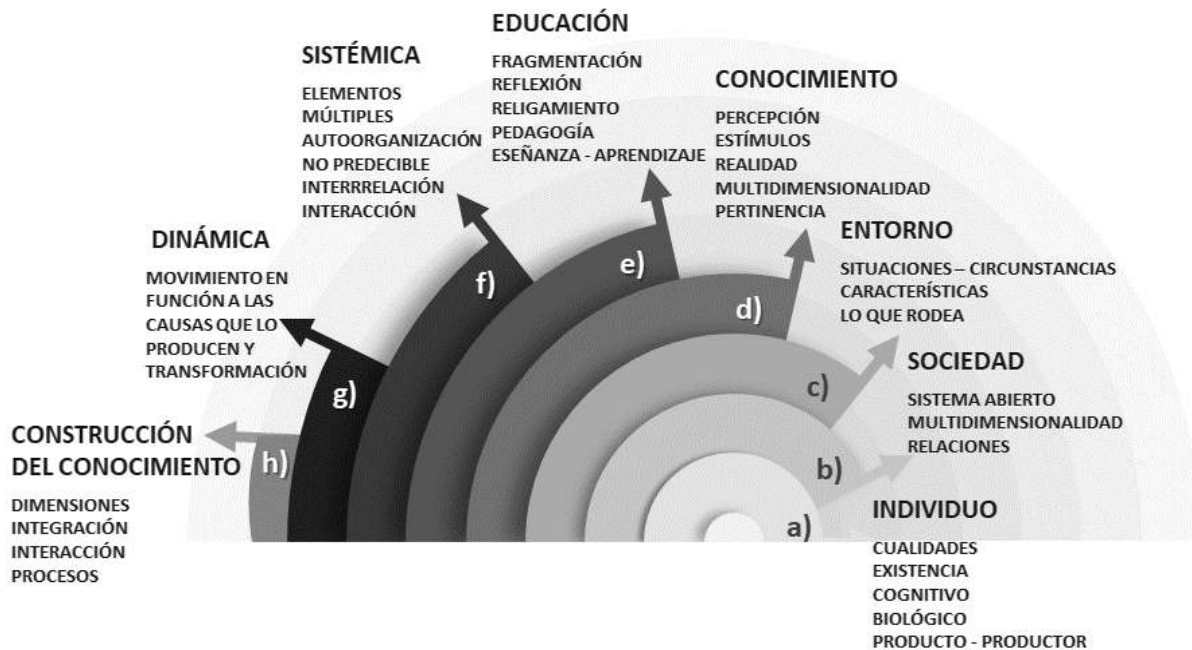 EDUCACIÓN
FRAGMENTACIÓN
REFLEXIÓN
RELIGAMIENTO
PEDAGOGÍA
ESEÑANZA - APRENDIZAJE
SISTÉMICA
ELEMENTOS
MÚLTIPLES
AUTOORGANIZACIÓN
NO PREDECIBLE
INTERRRELACIÓN
INTERACCIÓN
CONOCIMIENTO
PERCEPCIÓN
ESTÍMULOS
REALIDAD
MULTIDIMENSIONALIDAD
PERTINENCIA
DINÁMICA
MOVIMIENTO EN
FUNCIÓN A LAS
CAUSAS QUE LO
PRODUCEN Y
TRANSFORMACIÓN
ENTORNO
SITUACIONES – CIRCUNSTANCIAS
CARACTERÍSTÍCAS
LO QUE RODEA
SOCIEDAD
SISTEMA ABIERTO
MULTIDIMENSIONALIDAD
RELACIONES
CONSTRUCCIÓN
DEL CONOCIMIENTO
DIMENSIONES
INTEGRACIÓN
INTERACCIÓN
PROCESOS
INDIVIDUO
CUALIDADES
EXISTENCIA
COGNITIVO
BIOLÓGICO
PRODUCTO - PRODUCTOR
h)
g)
f)
e)
d)
c)
b)
a)